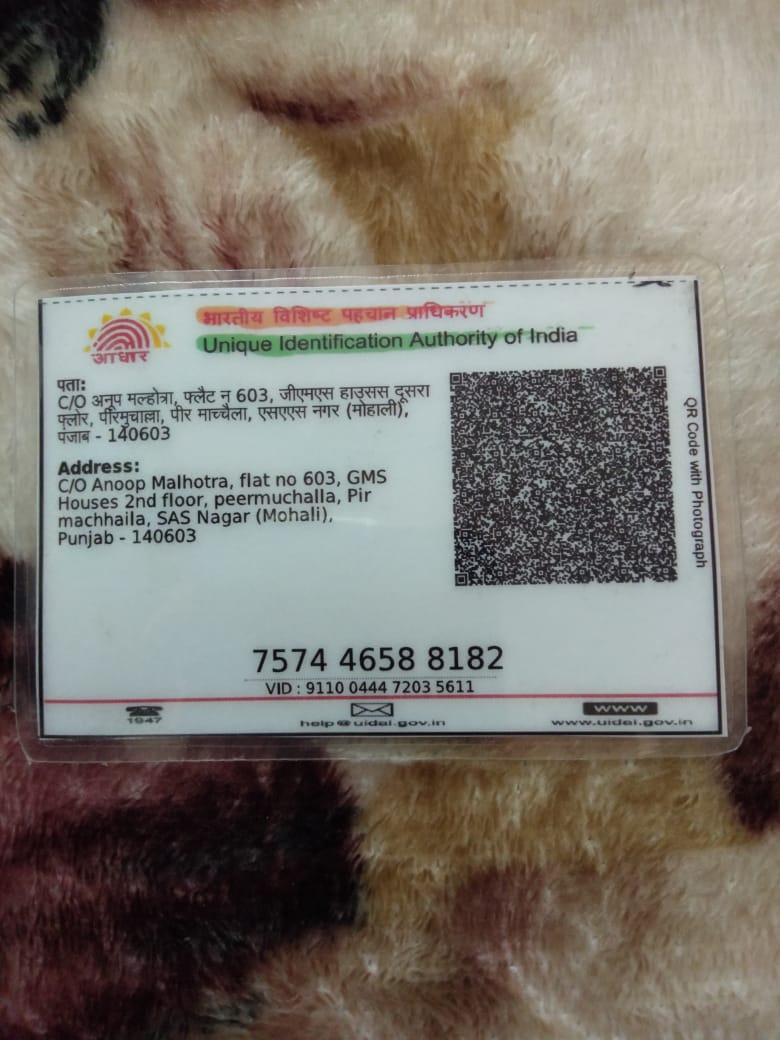 भारतीय विशिष्ट पहचान प्राधिकरण
Unique Identification Authority of India
आधार
पता:
C/O अनूप मल्होत्रा, फ्लैट न 603, जीएमएस हाउसस दूसरा
फ्लोर, पीरमुचाल्ला, पीर माच्चैला, एसएएस नगर (मोहाली),
पंजाब - 140603
Address:
C/O Anoop Malhotra, flat no 603, GMS
Houses 2nd floor, peermuchalla, Pir
machhaila, SAS Nagar (Mohali),
Punjab - 140603
QR Code with Photograph
7574 4658 8182
VID : 9110 0444 7203 5611
1947
help@uidai.gov.in
www
www.uidai.gov.in